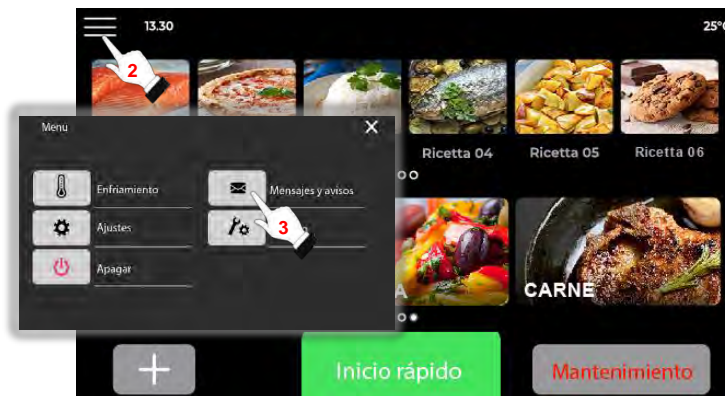 13.30
25°C
2
Menu
X
Enfriamiento
Mensajes y avisos
Ajustes
3
Apagar
Ricetta 04
Ricetta 05
Ricetta 06
A
CARNE
+
Inicio rápido
Mantenimiento